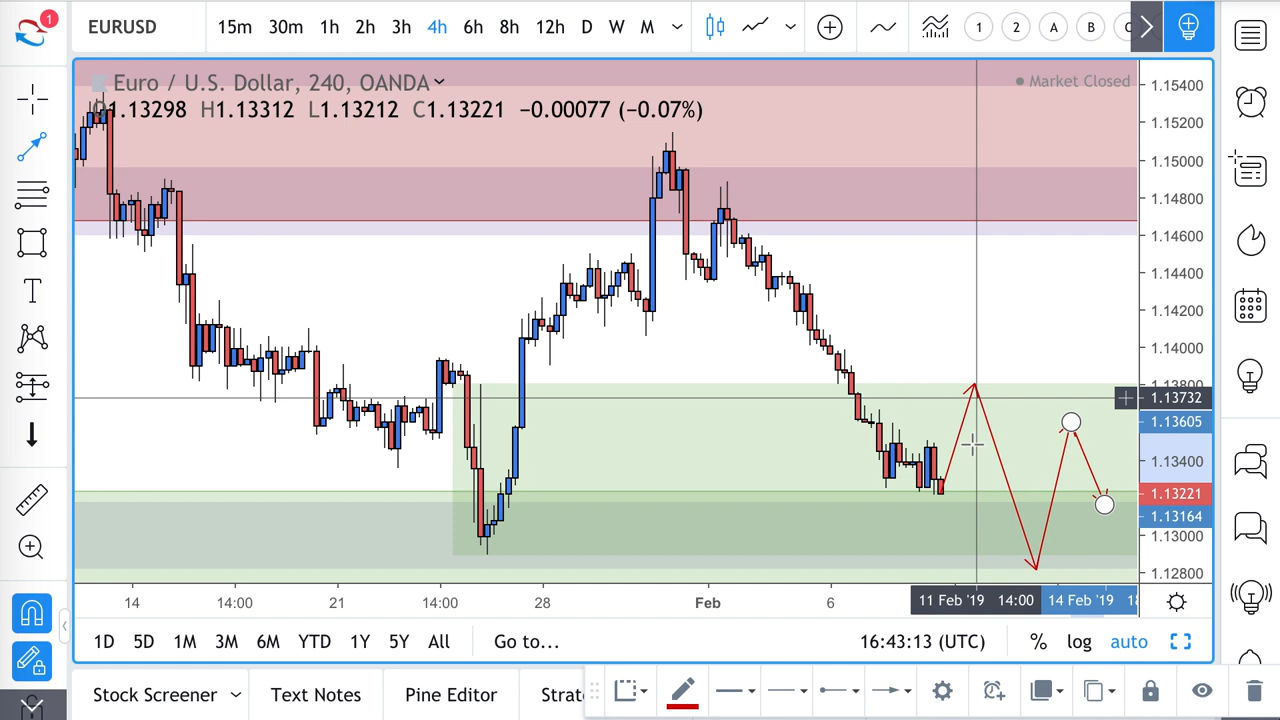 1
EURUSD
15m 30m 1h 2h 3h 4h 6h 8h 12h D W M
1 2 A B
Euro / U.S. Dollar, 240, OANDA
Market Closed
O1.13298 H1.13312 L1.13212 C1.13221 −0.00077 (−0.07%)
1.15400
1.15200
1.15000
1.14800
1.14600
1.14400
1.14200
1.14000
1.13800
1.13732
1.13605
1.13400
1.13221
1.13164
1.13000
1.12800
14 14:00 21 14:00 28 Feb 6 11 Feb '19 14:00 14 Feb '19 18
1D 5D 1M 3M 6M YTD 1Y 5Y All Go to... 16:43:13 (UTC) % log auto
Stock Screener Text Notes Pine Editor Strat
T